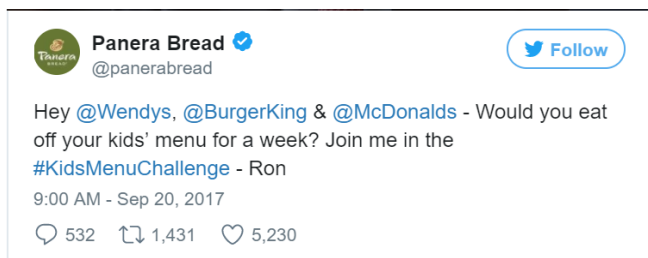 Panera
BREAD
Panera Bread
@panerabread
Follow
Hey @Wendys, @BurgerKing & @McDonalds - Would you eat
off your kids’ menu for a week? Join me in the
#KidsMenuChallenge - Ron
9:00 AM - Sep 20, 2017
532 1,431 5,230